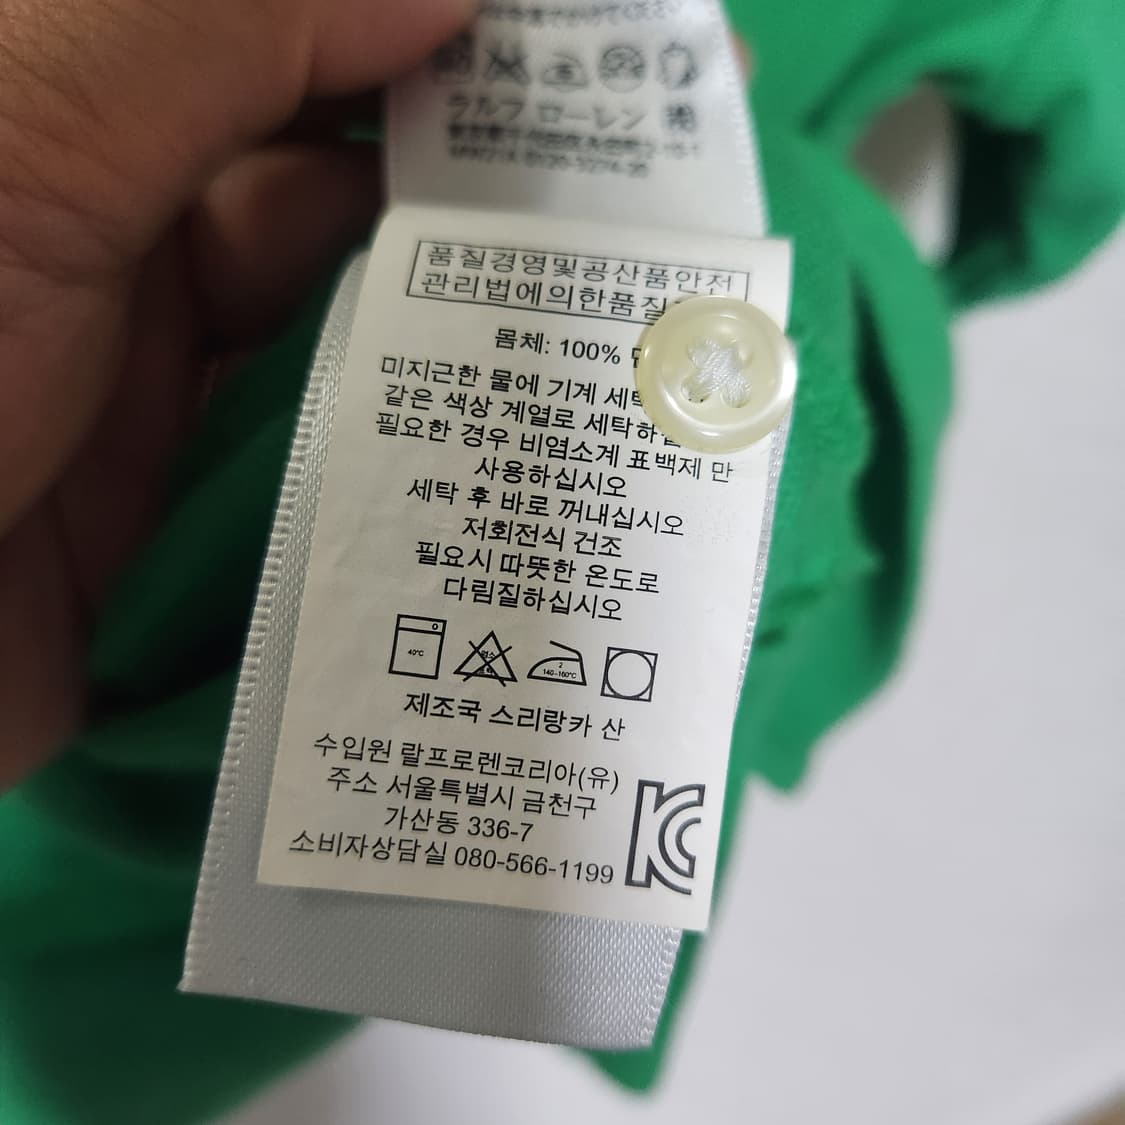 ラルフ ローレン
품질경영및공산품안전
관리법에의한품질
몸체: 100%
미지근한 물에 기계
같은 색상 계열로
필요한 경우 비염소계 표백제 만
사용하십시오
세탁 후 바로 꺼내십시오
저회전식 건조
필요시 따뜻한 온도로
다림질하십시오
40°C
2
140~160°C
제조국 스리랑카 산
수입원 랄프로렌코리아(유)
주소 서울특별시 금천구
가산동 336-7
소비자상담실 080-566-1199